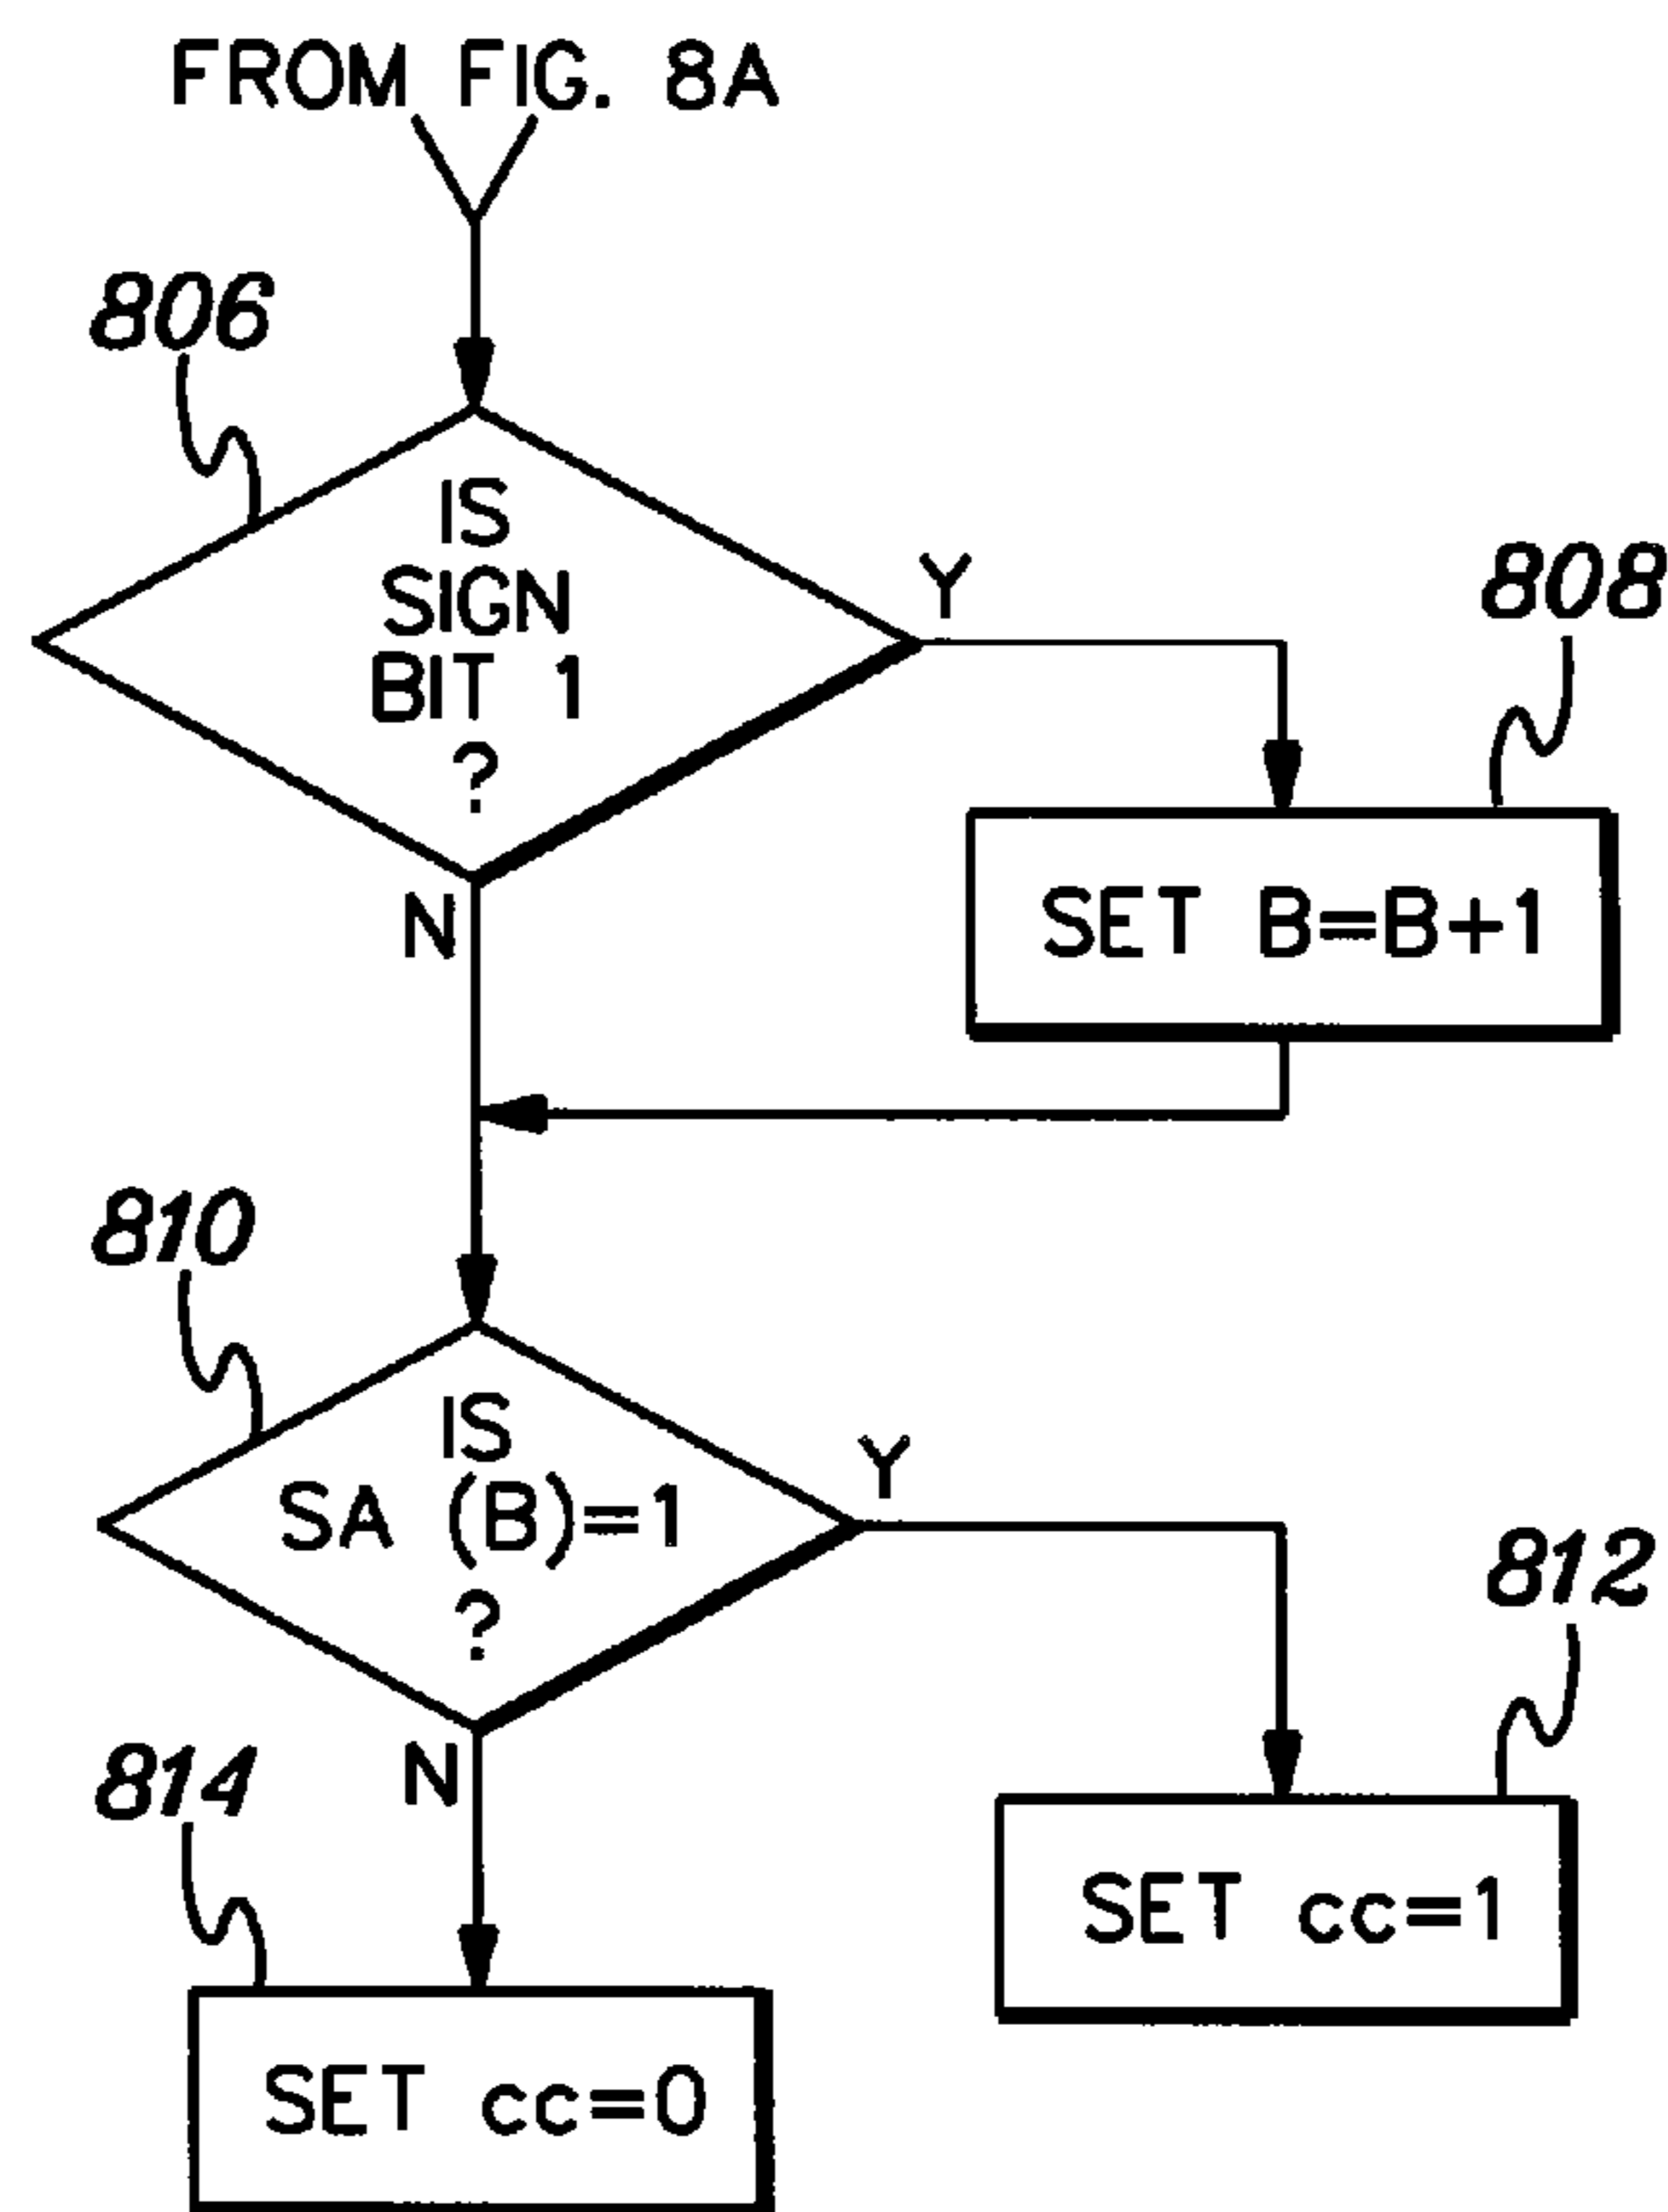 FROM FIG. 8A
806
IS
SIGN
BIT 1
?
Y
808
N
SET B=B+1
810
IS
SA (B)=1
?
Y
812
N
814
SET cc=1
SET cc=0